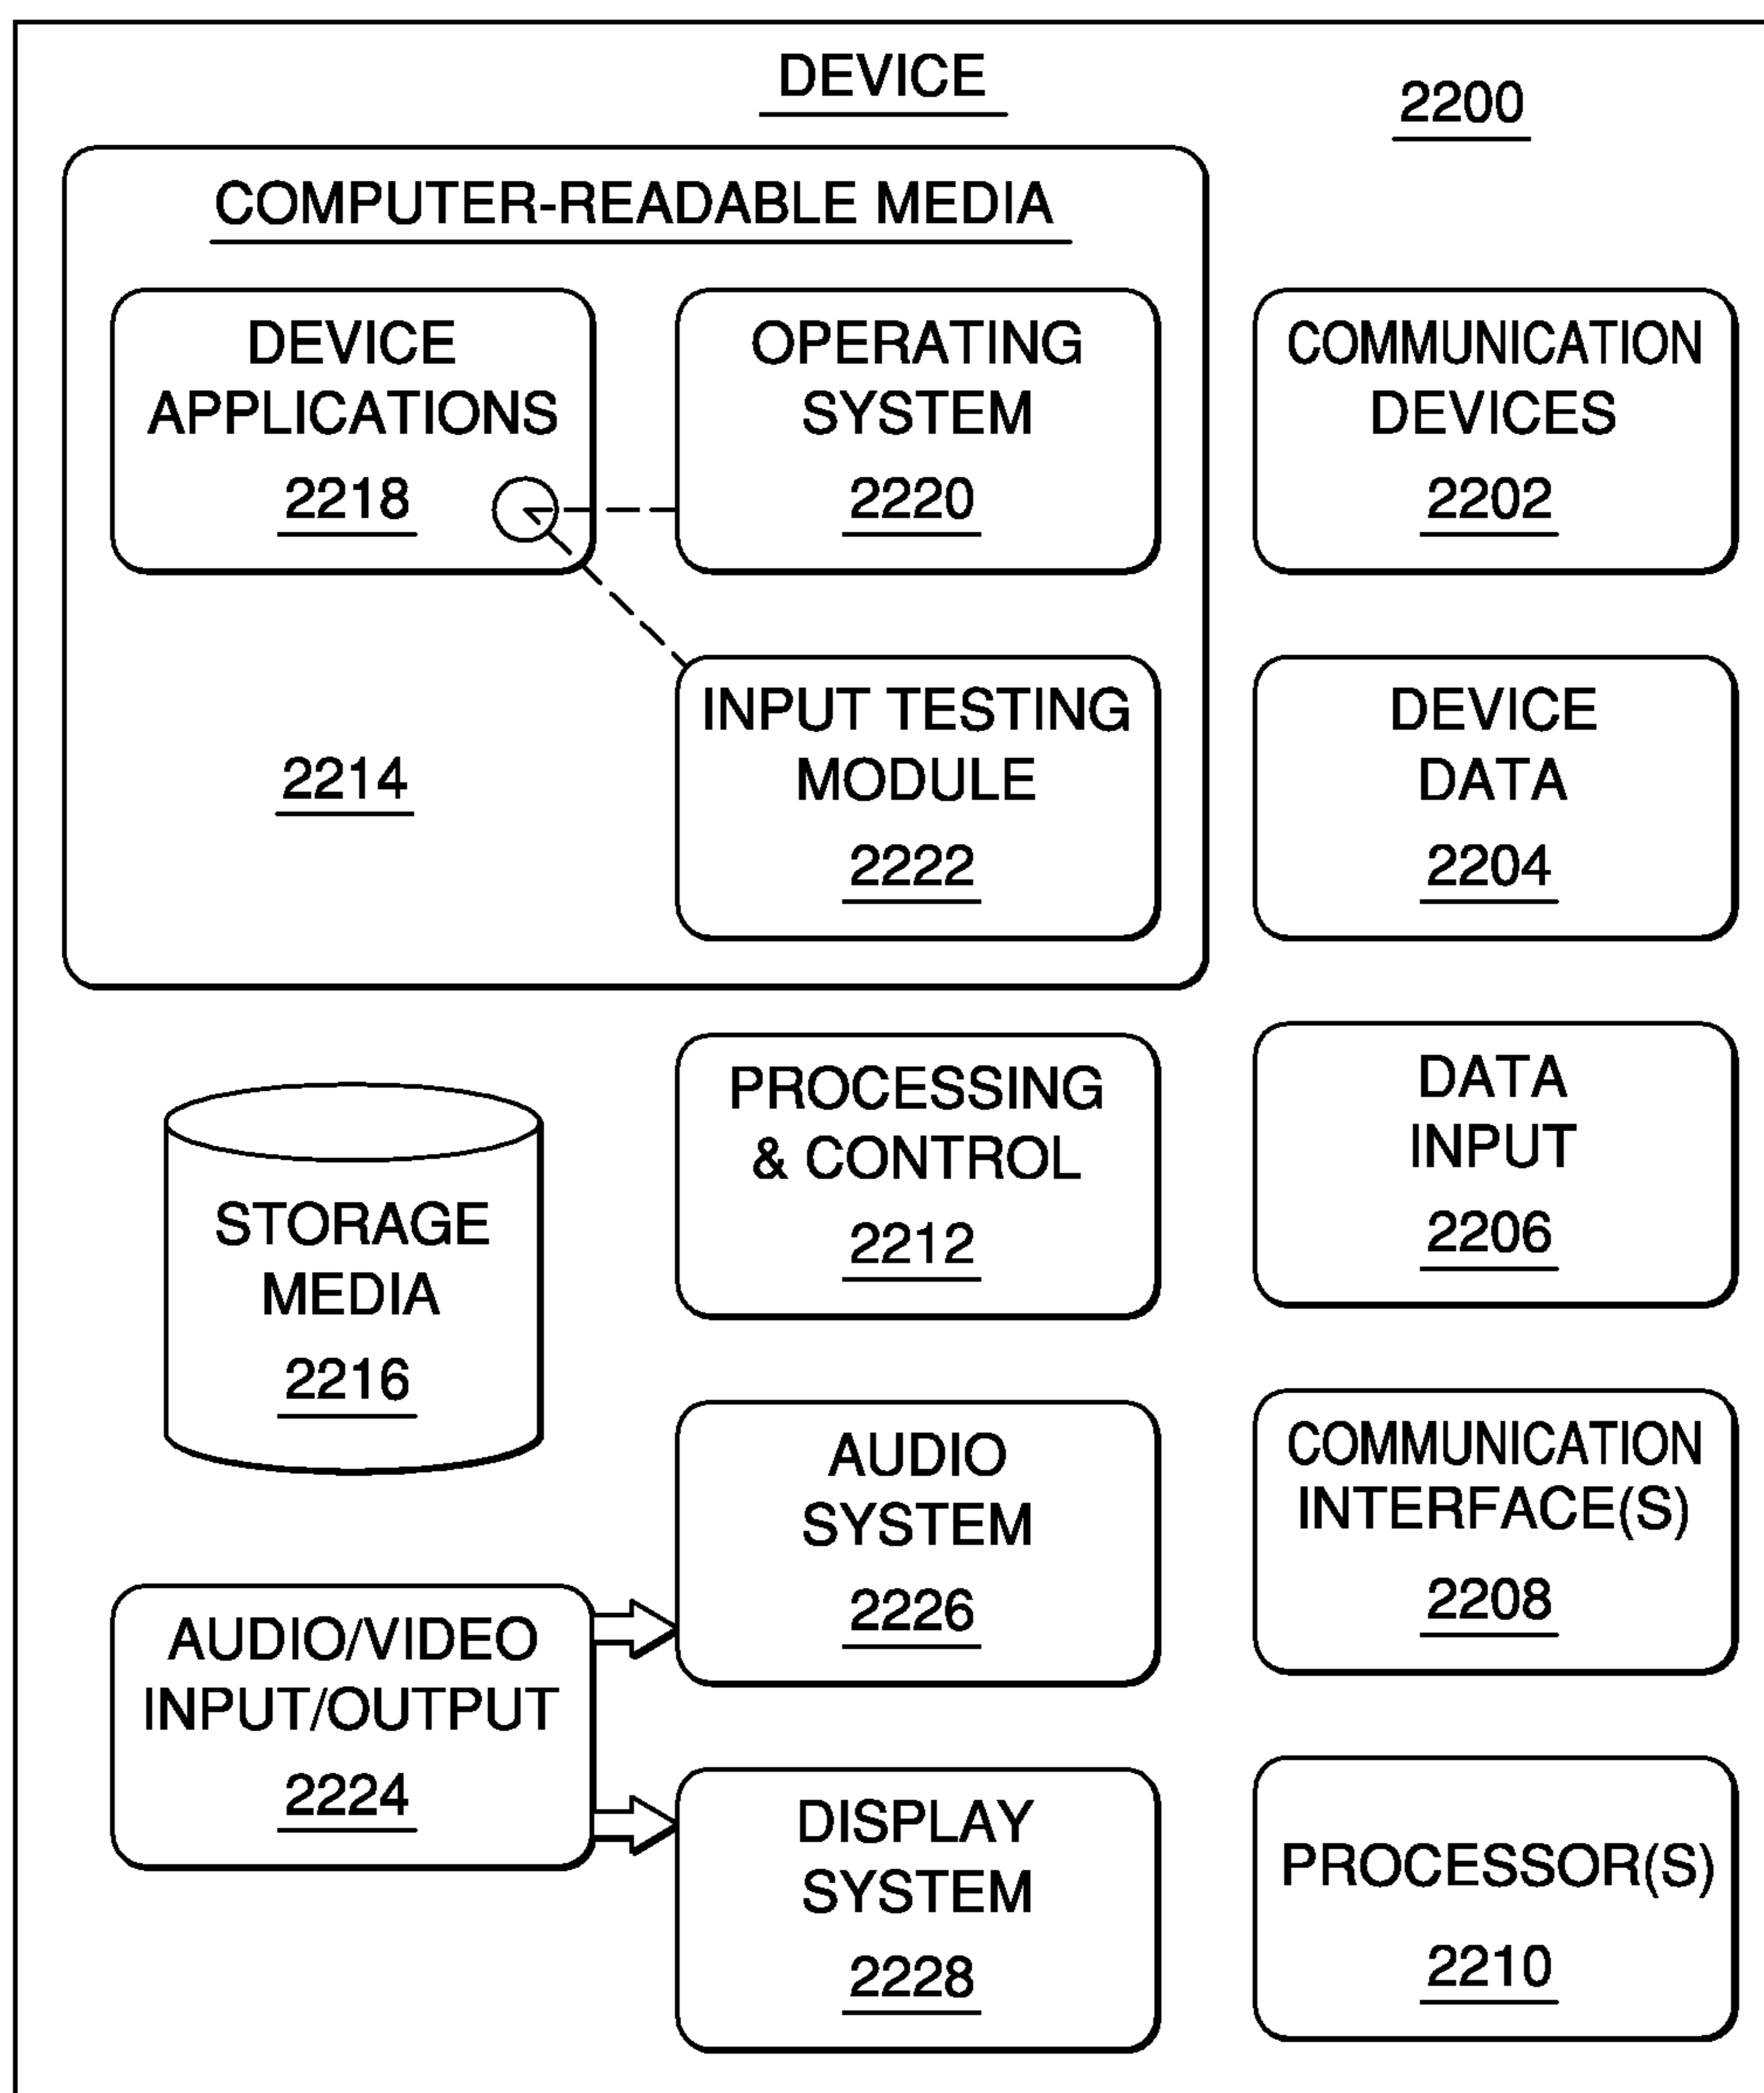 DEVICE
2200
COMPUTER-READABLE MEDIA
DEVICE
APPLICATIONS
2218
OPERATING
SYSTEM
2220
COMMUNICATION
DEVICES
2202
2214
INPUT TESTING
MODULE
2222
DEVICE
DATA
2204
STORAGE
MEDIA
2216
PROCESSING
& CONTROL
2212
DATA
INPUT
2206
AUDIO
SYSTEM
2226
COMMUNICATION
INTERFACE(S)
2208
AUDIO/VIDEO
INPUT/OUTPUT
2224
DISPLAY
SYSTEM
2228
PROCESSOR(S)
2210